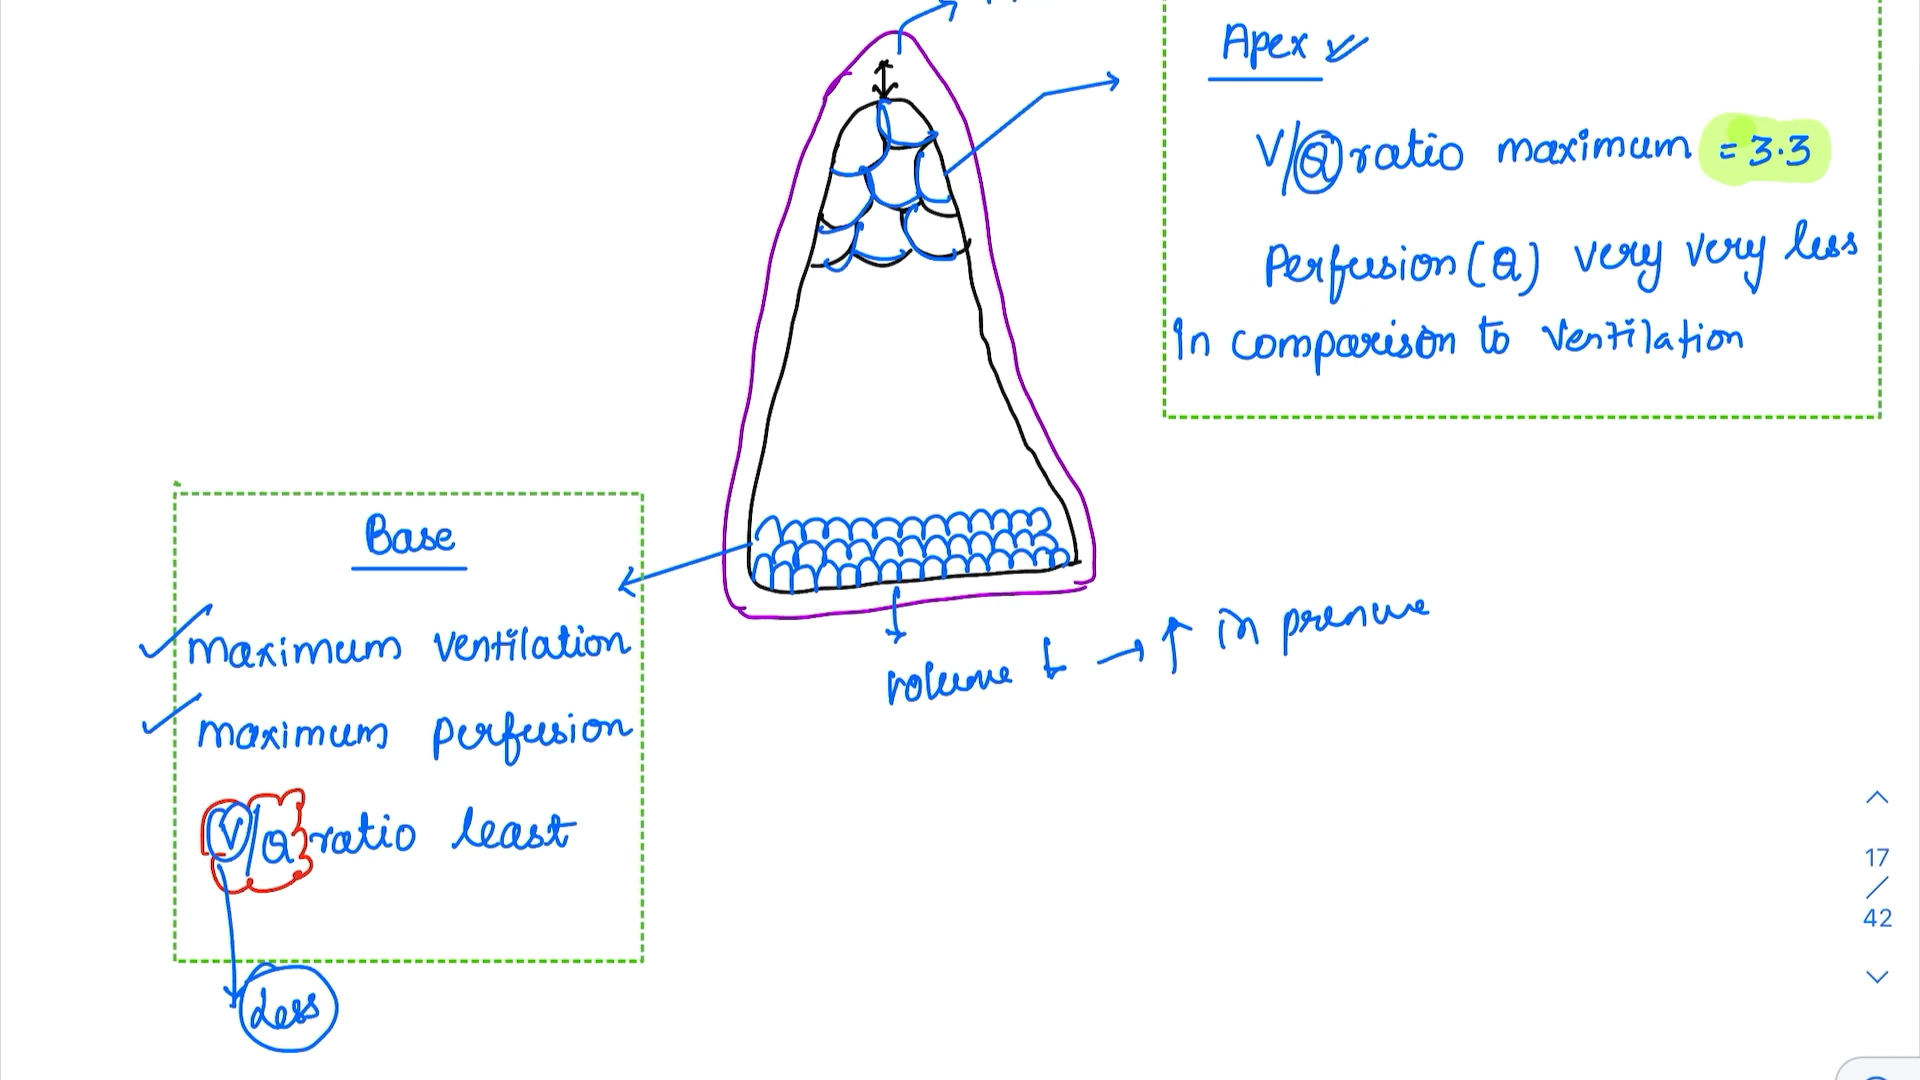 Apex
V/Q ratio maximum = 3.3
Perfusion (Q) very very less
In comparison to Ventilation
Base
maximum ventilation
maximum perfusion
V/Q ratio least
Less
volume ↓ → ↑ in pressure
17
/
42